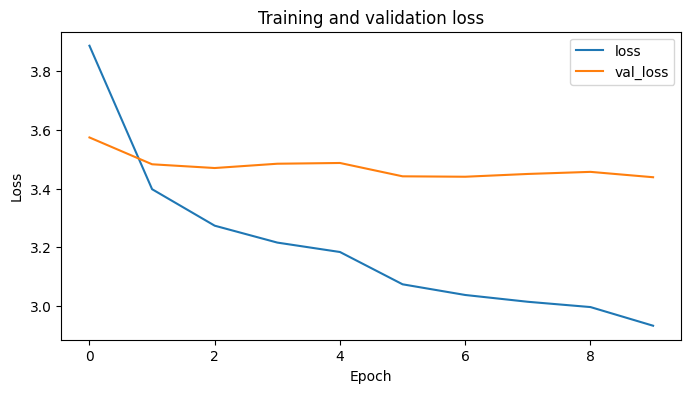 Training and validation loss
loss
val_loss
3.8
3.6
3.4
3.2
3.0
Loss
0
2
4
6
8
Epoch